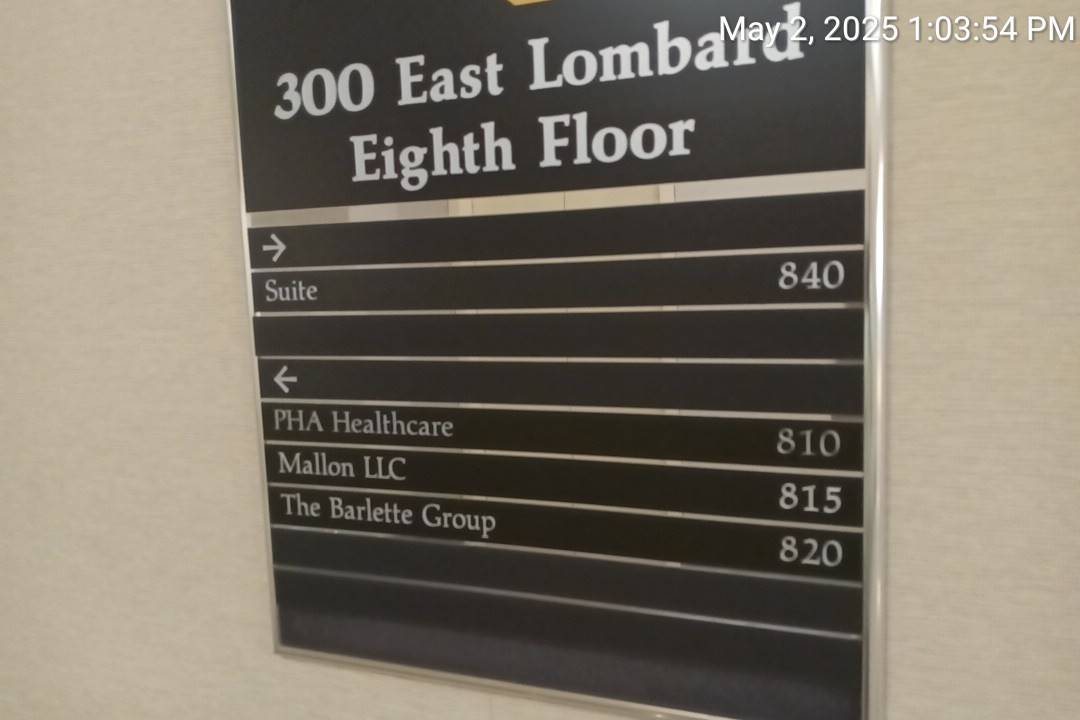 May 2, 2025 1:03:54 PM
300 East Lombard
Eighth Floor
→
Suite 840
←
PHA Healthcare 810
Mallon LLC 815
The Barlette Group 820